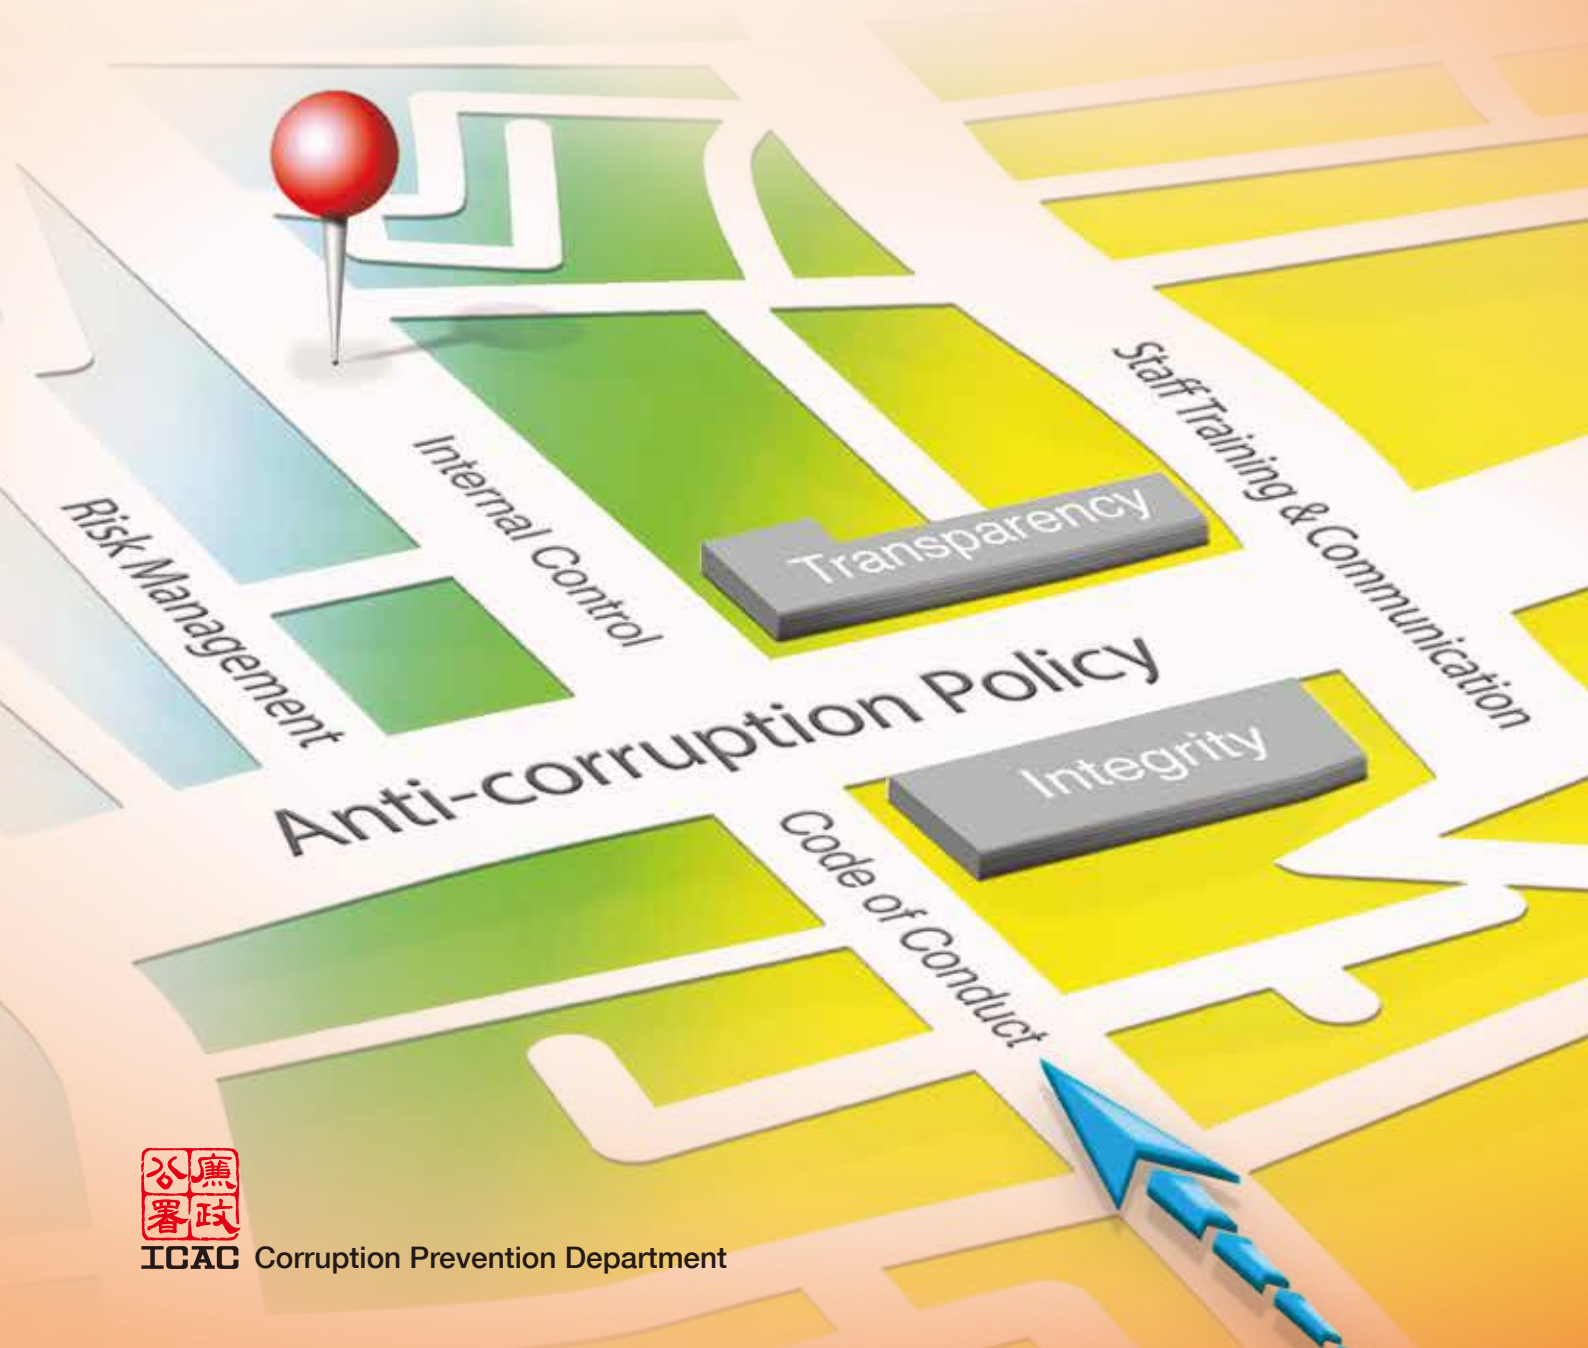 Staff Training & Communication
Internal Control
Transparency
Risk Management
Anti-corruption Policy
Integrity
Code of Conduct
廉政公署
ICAC Corruption Prevention Department